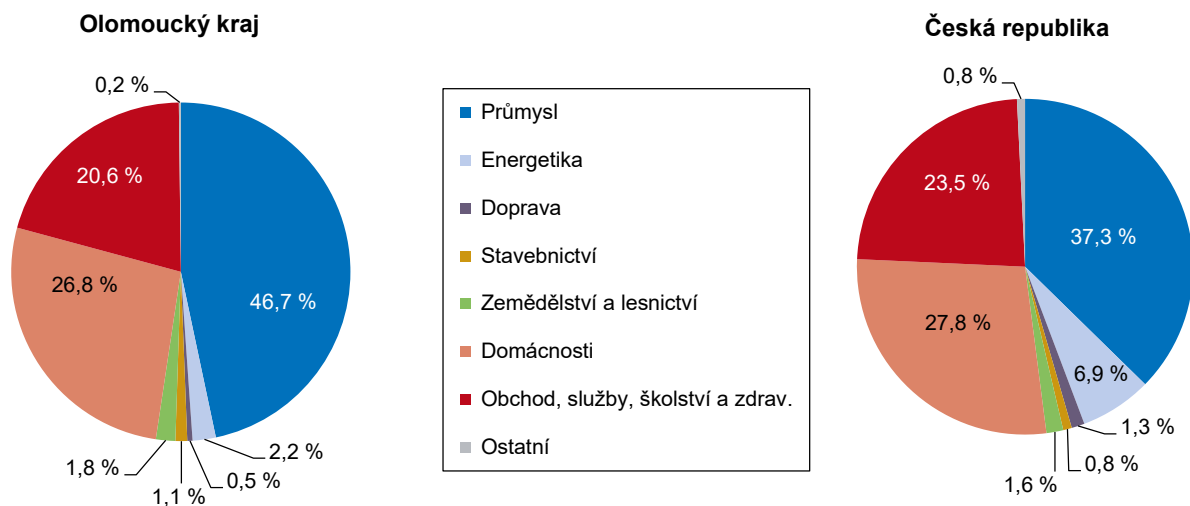 Olomoucký kraj
0,2 %
20,6 %
26,8 %
46,7 %
1,8 %
1,1 %
0,5 %
2,2 %
Průmysl
Energetika
Doprava
Stavebnictví
Zemědělství a lesnictví
Domácnosti
Obchod, služby, školství a zdrav.
Ostatní
Česká republika
0,8 %
23,5 %
37,3 %
27,8 %
6,9 %
1,3 %
0,8 %
1,6 %